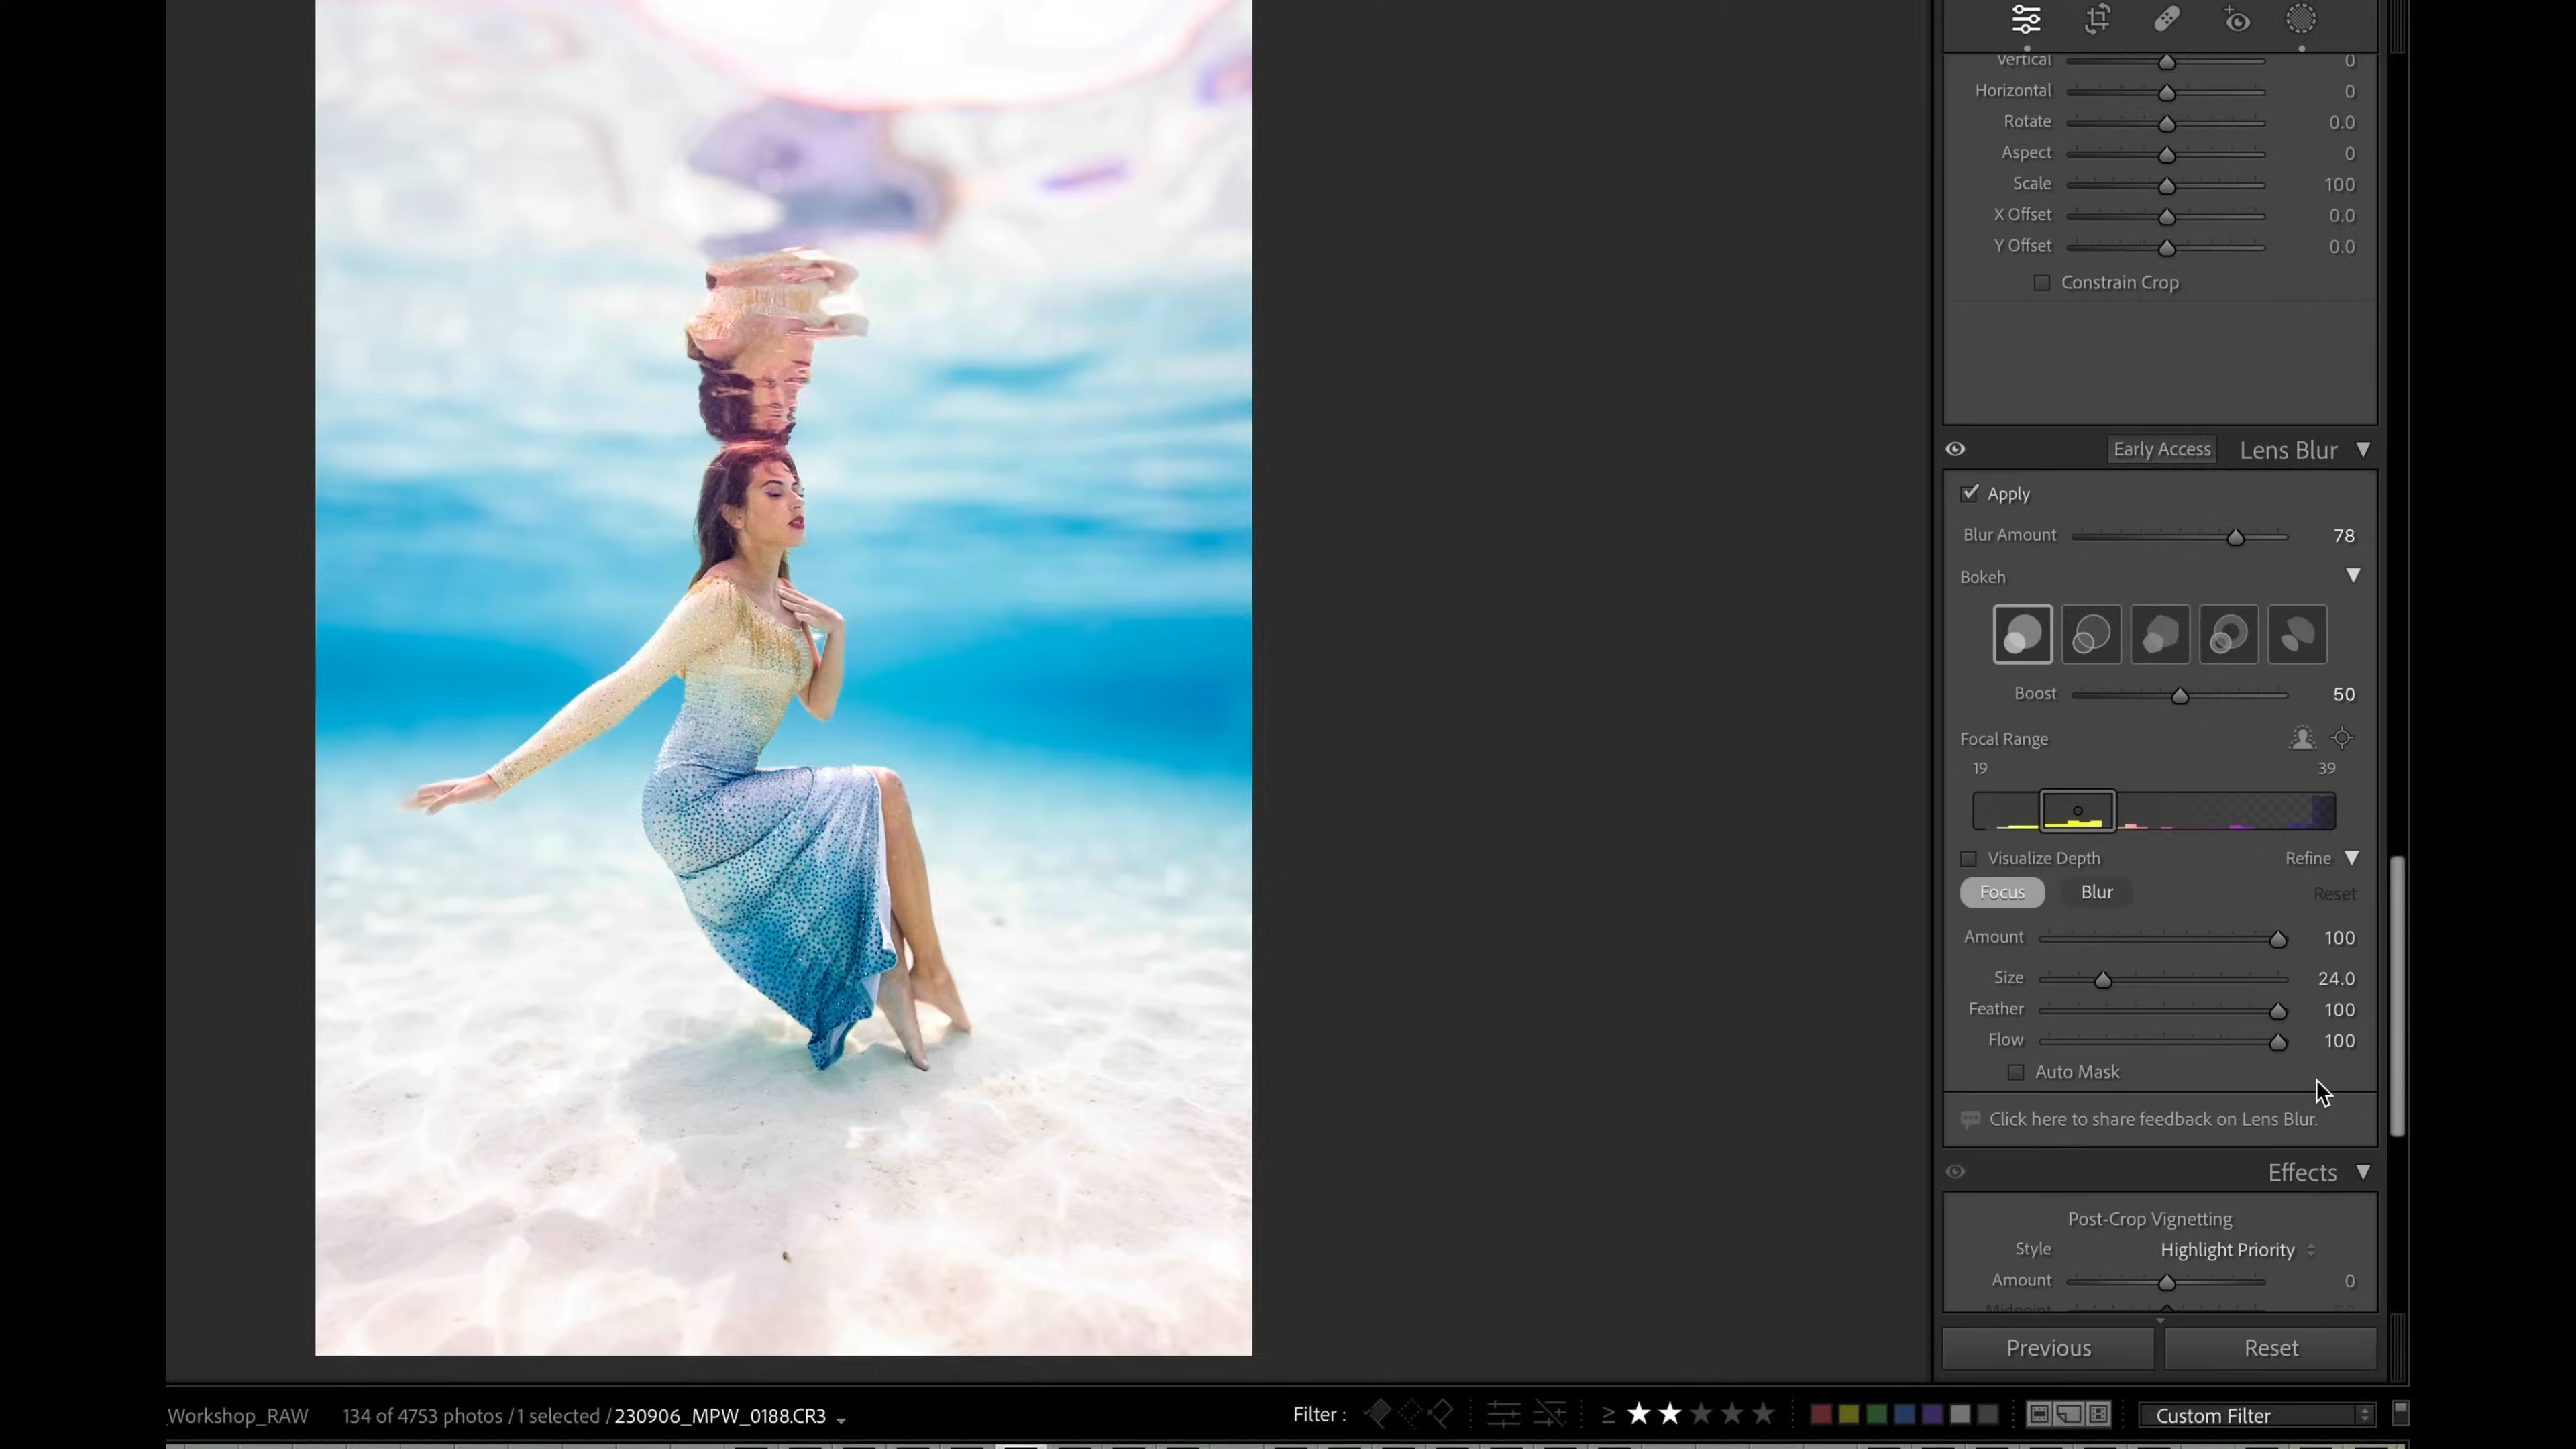 Vertical 0
Horizontal 0
Rotate 0.0
Aspect 0
Scale 100
X Offset 0.0
Y Offset 0.0
Constrain Crop
Early Access Lens Blur
Apply
Blur Amount 78
Bokeh
Boost 50
Focal Range
19 39
Visualize Depth Refine
Focus Blur Reset
Amount 100
Size 24.0
Feather 100
Flow 100
Auto Mask
Click here to share feedback on Lens Blur.
Effects
Post-Crop Vignetting
Style Highlight Priority
Amount 0
Midpoint
Previous Reset
_Workshop_RAW 134 of 4753 photos / 1 selected / 230906_MPW_0188.CR3 Filter : ≥ Custom Filter